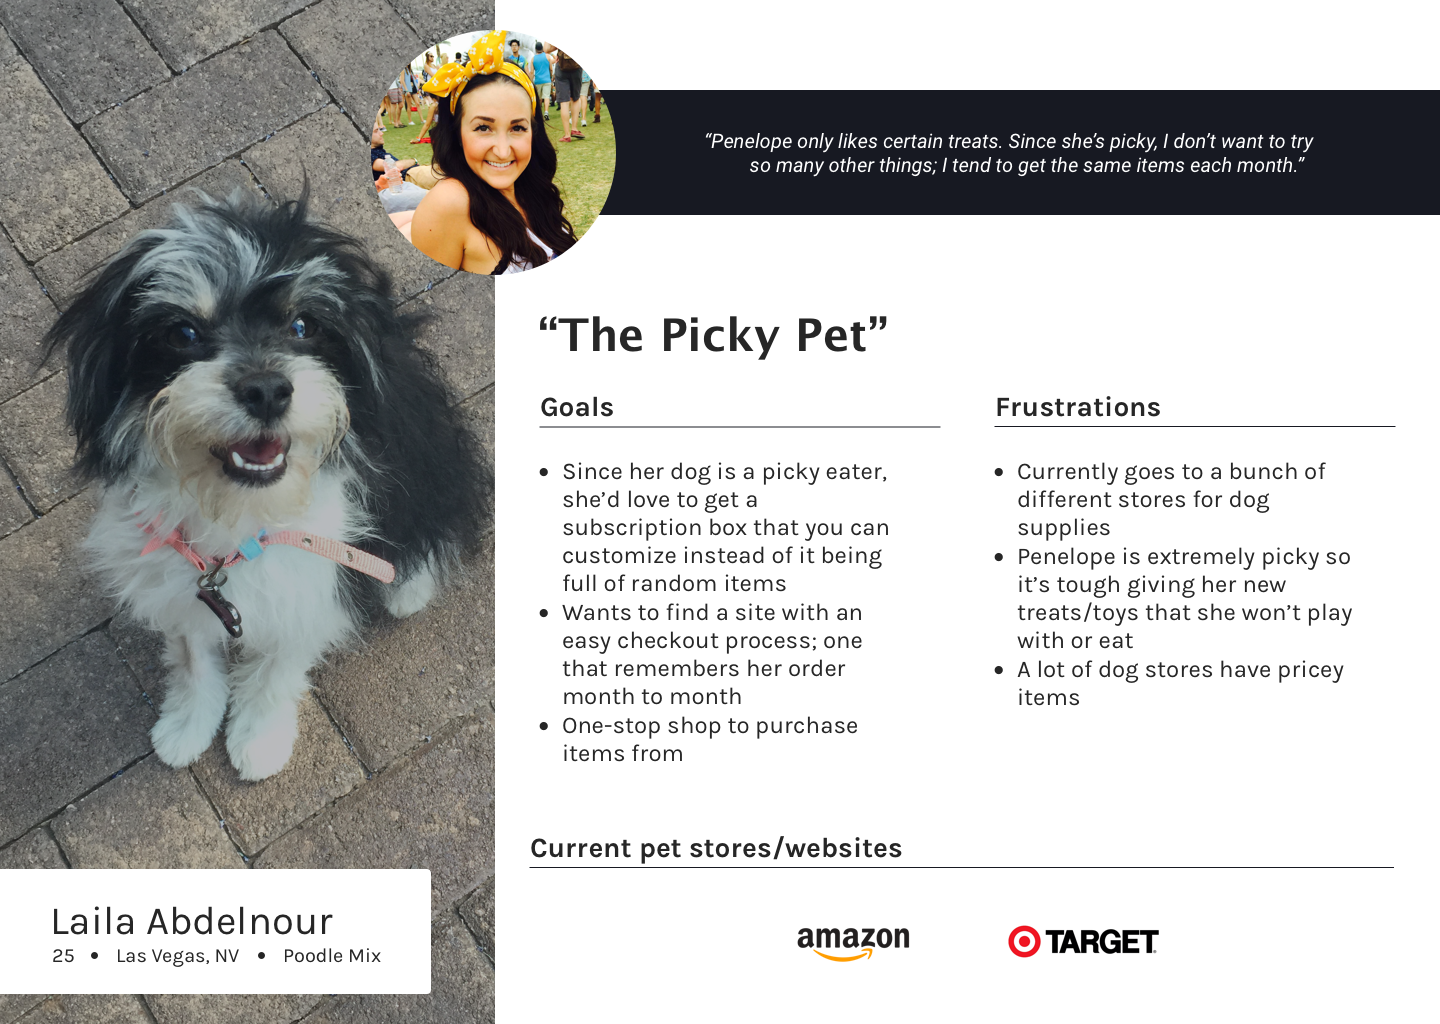 “Penelope only likes certain treats. Since she’s picky, I don’t want to try
so many other things; I tend to get the same items each month.”
“The Picky Pet”
Goals
• Since her dog is a picky eater,
she’d love to get a
subscription box that you can
customize instead of it being
full of random items
• Wants to find a site with an
easy checkout process; one
that remembers her order
month to month
• One-stop shop to purchase
items from
Frustrations
• Currently goes to a bunch of
different stores for dog
supplies
• Penelope is extremely picky so
it’s tough giving her new
treats/toys that she won’t play
with or eat
• A lot of dog stores have pricey
items
Current pet stores/websites
amazon
TARGET
Laila Abdelnour
25 • Las Vegas, NV • Poodle Mix